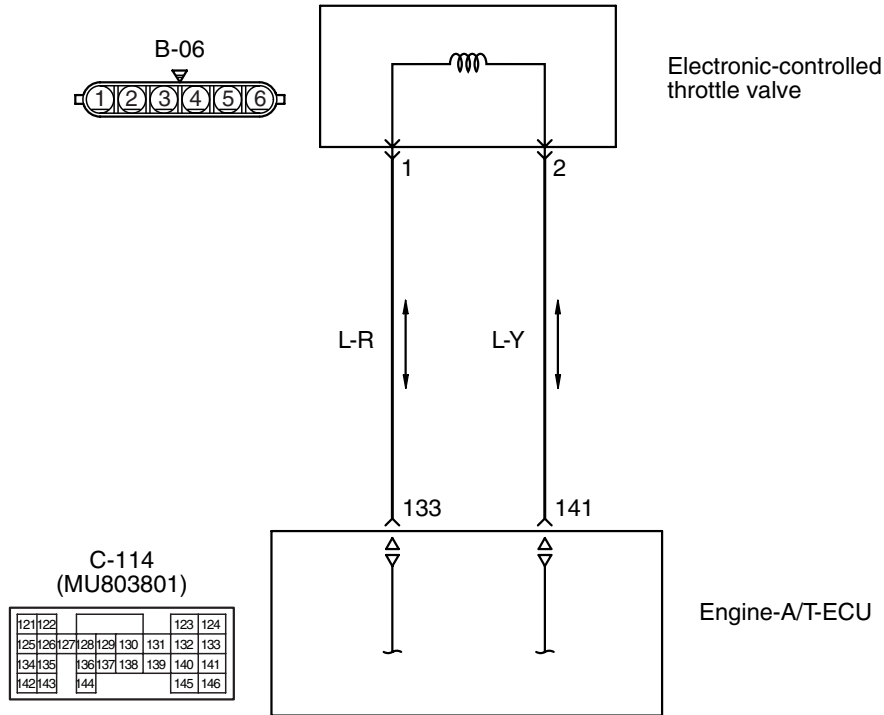 B-06
1 2 3 4 5 6
Electronic-controlled
throttle valve
1 2
L-R L-Y
133 141
C-114
(MU803801)
121 122 123 124
125 126 127 128 129 130 131 132 133
134 135 136 137 138 139 140 141
142 143 144 145 146
Engine-A/T-ECU